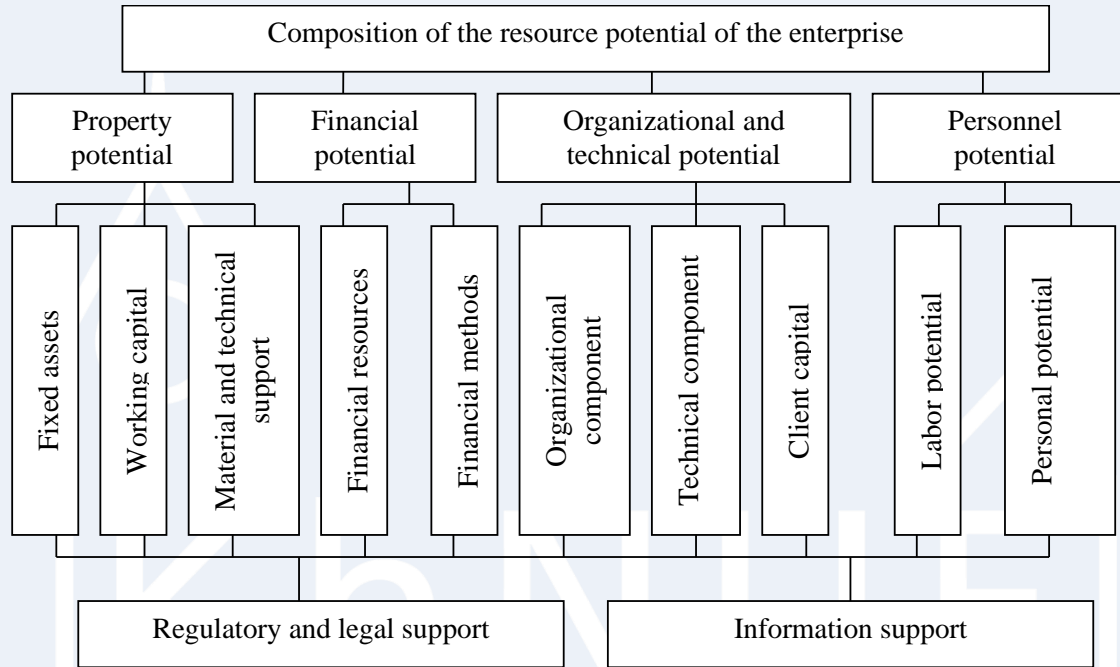 Composition of the resource potential of the enterprise
Property
potential
Financial
potential
Organizational and
technical potential
Personnel
potential
Fixed assets
Working capital
Material and technical
support
Financial resources
Financial methods
Organizational
component
Technical component
Client capital
Labor potential
Personal potential
Regulatory and legal support
Information support